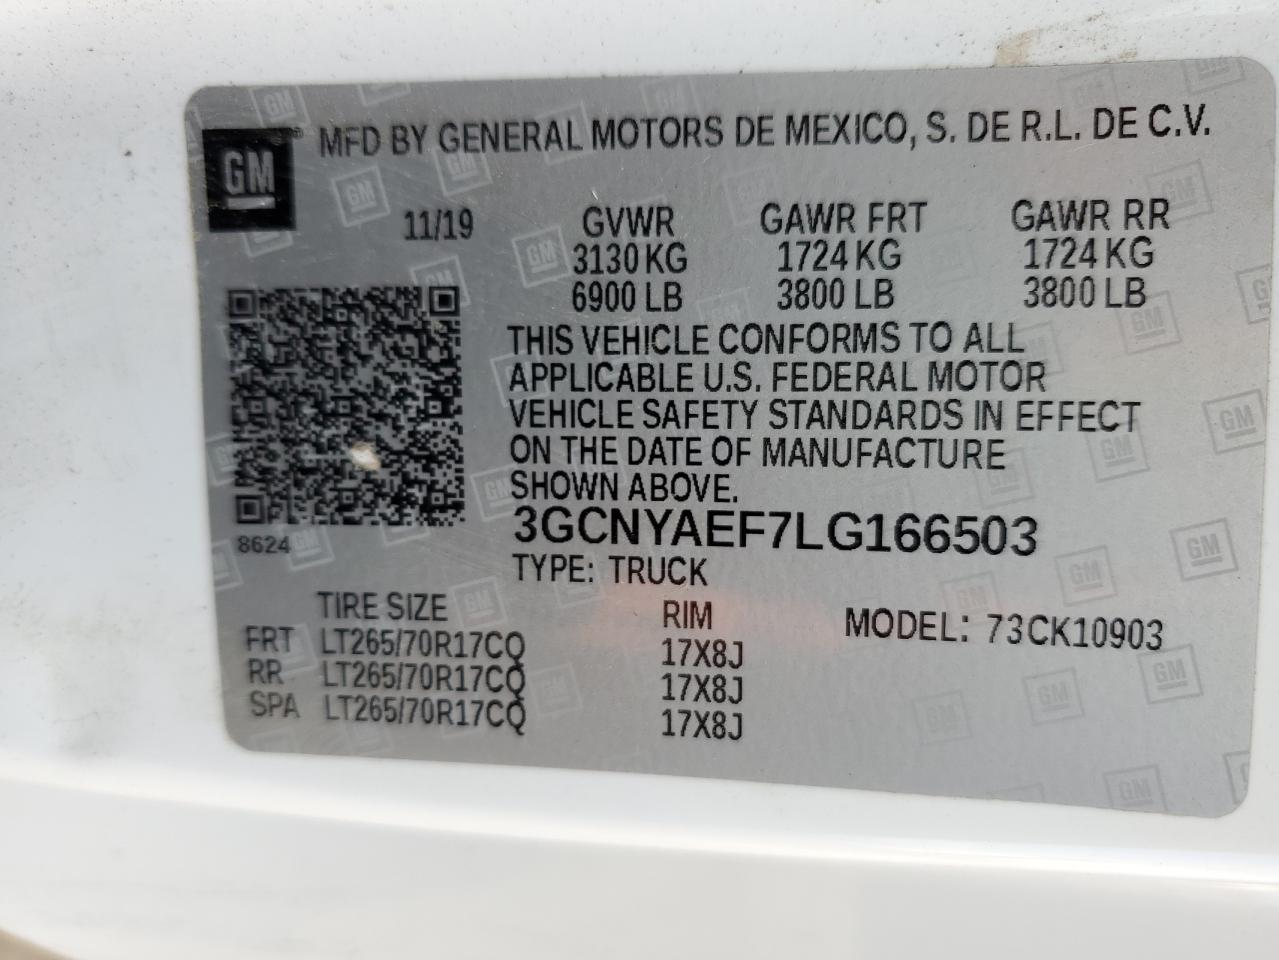 GM® MFD BY GENERAL MOTORS DE MEXICO, S. DE R.L. DE C.V.
11/19 GVWR GAWR FRT GAWR RR
3130 KG 1724 KG 1724 KG
6900 LB 3800 LB 3800 LB
THIS VEHICLE CONFORMS TO ALL
APPLICABLE U.S. FEDERAL MOTOR
VEHICLE SAFETY STANDARDS IN EFFECT
ON THE DATE OF MANUFACTURE
SHOWN ABOVE.
3GCNYAEF7LG166503
8624
TYPE: TRUCK
TIRE SIZE RIM MODEL: 73CK10903
FRT LT265/70R17CQ 17X8J
RR LT265/70R17CQ 17X8J
SPA LT265/70R17CQ 17X8J